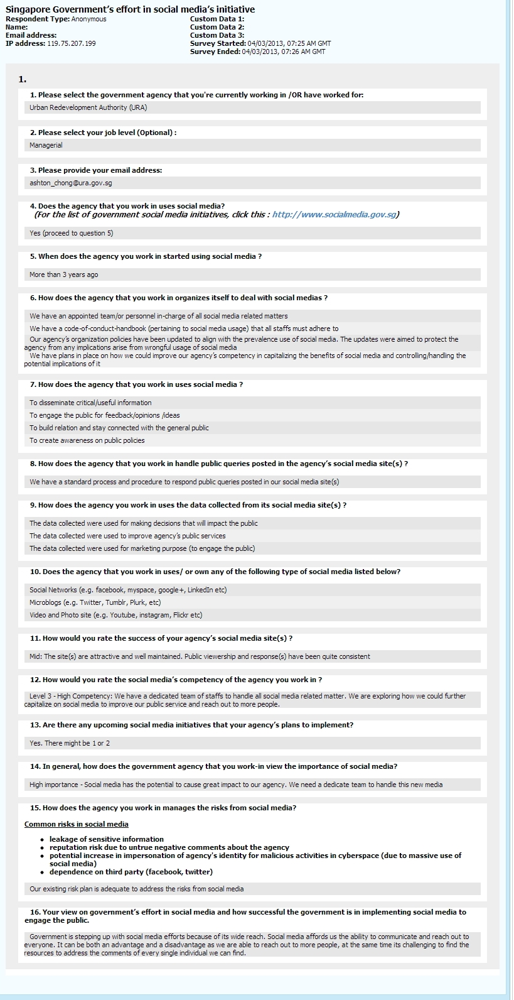 Singapore Government's effort in social media's initiative
Respondent Type: Anonymous
Custom Data 1:
Name:
Custom Data 2:
Email address:
Custom Data 3:
IP address: 119.75.207.199
Survey Started: 04/03/2013, 07:25 AM GMT
Survey Ended: 04/03/2013, 07:26 AM GMT
1.
1. Please select the government agency that you're currently working in /OR have worked for:
Urban Redevelopment Authority (URA)
2. Please select your job level (Optional) :
Managerial
3. Please provide your email address:
ashton_chong@ura.gov.sg
4. Does the agency that you work in uses social media?
(For the list of government social media initiatives, click this : http://www.socialmedia.gov.sg)
Yes (proceed to question 5)
5. When does the agency you work in started using social media ?
More than 3 years ago
6. How does the agency that you work in organizes itself to deal with social medias ?
We have an appointed team/or personnel in-charge of all social media related matters
We have a code-of-conduct-handbook (pertaining to social media usage) that all staffs must adhere to
Our agency's organization policies have been updated to align with the prevalence use of social media. The updates were aimed to protect the
agency from any implications arise from wrongful usage of social media
We have plans in place on how we could improve our agency's competency in capitalizing the benefits of social media and controlling/handling the
potential implications of it
7. How does the agency that you work in uses social media ?
To disseminate critical/useful information
To engage the public for feedback/opinions /ideas
To build relation and stay connected with the general public
To create awareness on public policies
8. How does the agency that you work in handle public queries posted in the agency's social media site(s) ?
We have a standard process and procedure to respond public queries posted in our social media site(s)
9. How does the agency you work in uses the data collected from its social media site(s) ?
The data collected were used for making decisions that will impact the public
The data collected were used to improve agency's public services
The data collected were used for marketing purpose (to engage the public)
10. Does the agency that you work in uses/ or own any of the following type of social media listed below?
Social Networks (e.g. facebook, myspace, google+, LinkedIn etc)
Microblogs (e.g. Twitter, Tumblr, Plurk, etc)
Video and Photo site (e.g. Youtube, instagram, Flickr etc)
11. How would you rate the success of your agency's social media site(s) ?
Mid: The site(s) are attractive and well maintained. Public viewership and response(s) have been quite consistent
12. How would you rate the social media's competency of the agency you work in ?
Level 3 - High Competency: We have a dedicated team of staffs to handle all social media related matter. We are exploring how we could further
capitalize on social media to improve our public service and reach out to more people.
13. Are there any upcoming social media initiatives that your agency's plans to implement?
Yes. There might be 1 or 2
14. In general, how does the government agency that you work-in view the importance of social media?
High importance - Social media has the potential to cause great impact to our agency. We need a dedicate team to handle this new media
15. How does the agency you work in manages the risks from social media?
Common risks in social media
• leakage of sensitive information
• reputation risk due to untrue negative comments about the agency
• potential increase in impersonation of agency's identity for malicious activities in cyberspace (due to massive use of
social media)
• dependence on third party (facebook, twitter)
Our existing risk plan is adequate to address the risks from social media
16. Your view on government's effort in social media and how successful the government is in implementing social media to
engage the public.
Government is stepping up with social media efforts because of its wide reach. Social media affords us the ability to communicate and reach out to
everyone. It can be both an advantage and a disadvantage as we are able to reach out to more people, at the same time its challenging to find the
resources to address the comments of every single individual we can find.